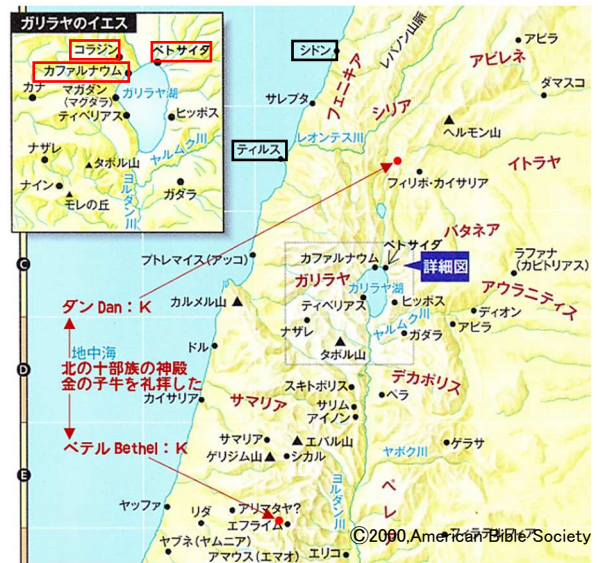 ガリラヤのイエス
コラジン
ベトサイダ
カファルナウム
カナ
マガダン
(マグダラ)
ガリラヤ湖
ティベリアス
ヒッポス
ヤルムク川
ナザレ
タボル山
ヨルダン川
ナイン
モレの丘
ガダラ
シドン
レバノン山脈
アビラ
アビレネ
フェニキア
ダマスコ
サレプタ
シリア
ヘルモン山
レオンテス川
ティルス
イトラヤ
フィリポ・カイサリア
バタネア
ベトサイダ
プトレマイス(アッコ)
カファルナウム
詳細図
ラファナ
(カピトリアス)
C
ガリラヤ
ガリラヤ湖
アウラニティス
ダン Dan:K
カルメル山
ティベリアス
ヒッポス
ディオン
ナザレ
ヤルムク川
アビラ
ガダラ
地中海
ドル
タボル山
北の十部族の神殿
D
金の子牛を礼拝した
スキトポリス
デカポリス
カイサリア
サマリア
サリム
ペラ
アイノン
ベテル Bethel:K
サマリア
エバル山
ゲラサ
ゲリジム山
シカル
ヤボク川
E
ヨルダン川
ペレ
ヤッファ
リダ
アリマタヤ?
エフライム
©2000,American Bible Society
ヤブネ(ヤムニア)
アマウス(エマオ)
エリコ